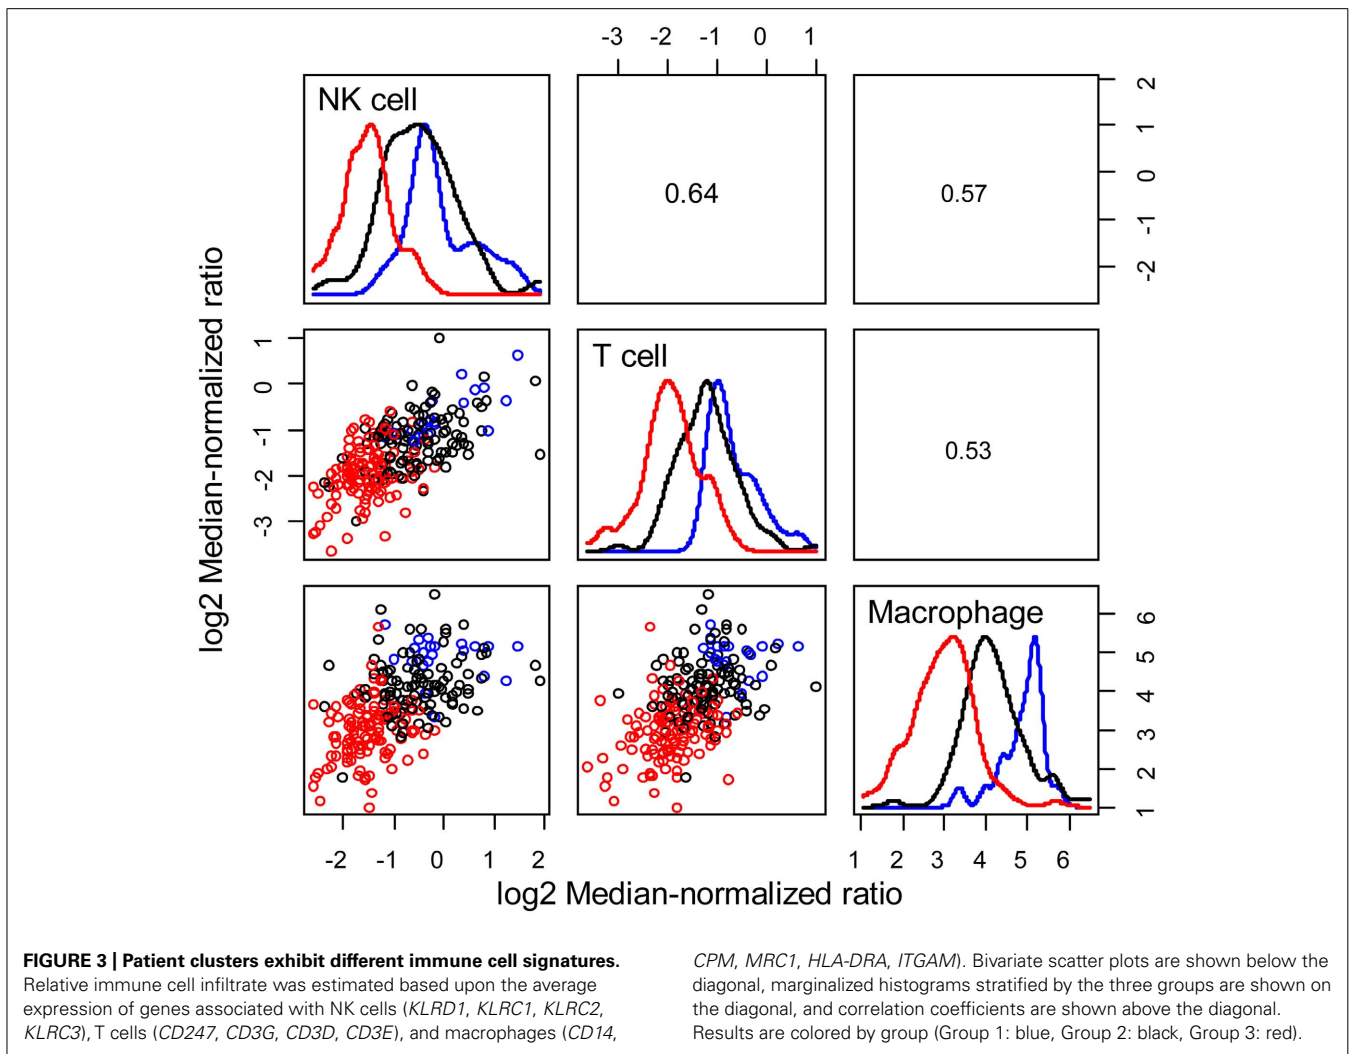 -3 -2 -1 0 1
NK cell
0.64
0.57
2
1
0
-1
-2
log2 Median-normalized ratio
1
0
-1
-2
-3
T cell
0.53
Macrophage
6
5
4
3
2
1
-2 -1 0 1 2
1 2 3 4 5 6
log2 Median-normalized ratio
FIGURE 3 | Patient clusters exhibit different immune cell signatures.
Relative immune cell infiltrate was estimated based upon the average
expression of genes associated with NK cells (KLRD1, KLRC1, KLRC2,
KLRC3), T cells (CD247, CD3G, CD3D, CD3E), and macrophages (CD14,
CPM, MRC1, HLA-DRA, ITGAM). Bivariate scatter plots are shown below the
diagonal, marginalized histograms stratified by the three groups are shown on
the diagonal, and correlation coefficients are shown above the diagonal.
Results are colored by group (Group 1: blue, Group 2: black, Group 3: red).